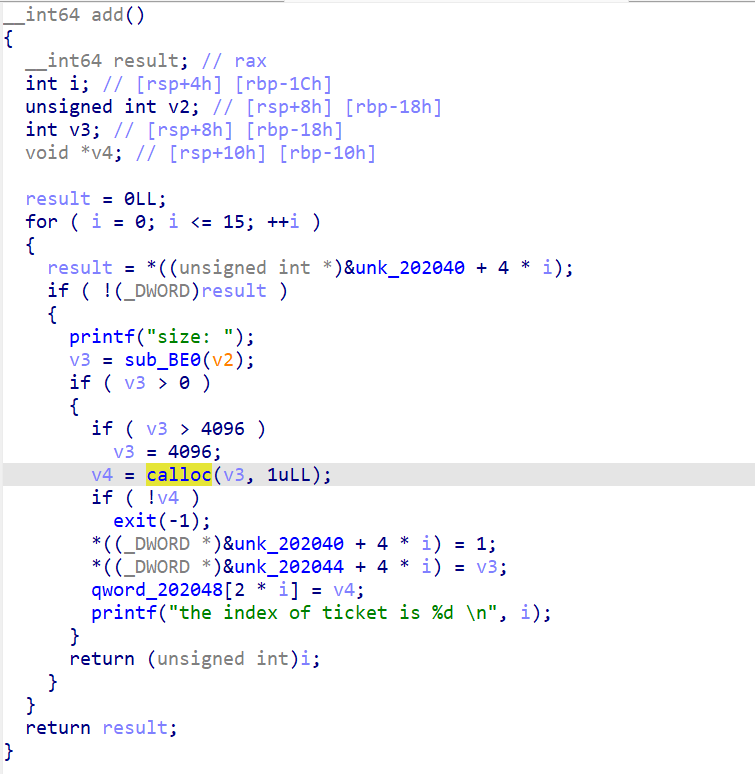 __int64 add()
{
  __int64 result; // rax
  int i; // [rsp+4h] [rbp-1Ch]
  unsigned int v2; // [rsp+8h] [rbp-18h]
  int v3; // [rsp+8h] [rbp-18h]
  void *v4; // [rsp+10h] [rbp-10h]

  result = 0LL;
  for ( i = 0; i <= 15; ++i )
  {
    result = *((unsigned int *)&unk_202040 + 4 * i);
    if ( !(_DWORD)result )
    {
      printf("size: ");
      v3 = sub_BE0(v2);
      if ( v3 > 0 )
      {
        if ( v3 > 4096 )
          v3 = 4096;
        v4 = calloc(v3, 1uLL);
        if ( !v4 )
          exit(-1);
        *((_DWORD *)&unk_202040 + 4 * i) = 1;
        *((_DWORD *)&unk_202044 + 4 * i) = v3;
        qword_202048[2 * i] = v4;
        printf("the index of ticket is %d \n", i);
      }
      return (unsigned int)i;
    }
  }
  return result;
}